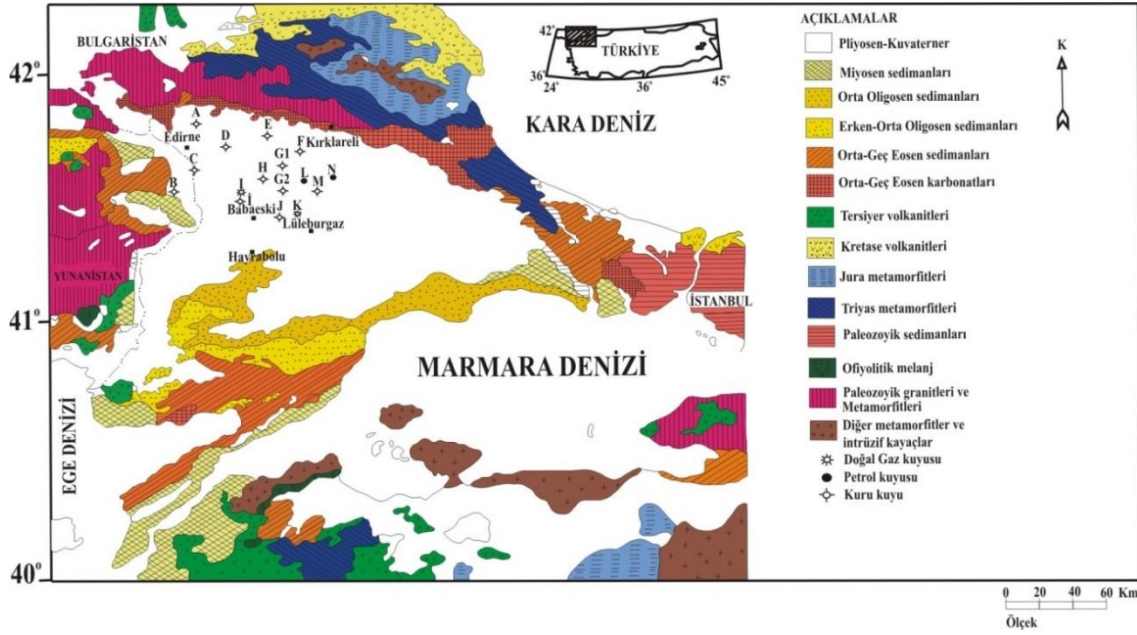 BULGARİSTAN
42°
41°
40°
A
Edirne
D
E
C
B
F
Kırklareli
G1
H
G2
L
N
M
I
İ
Babaeski
J
K
Lüleburgaz
Hayrabolu
YUNANİSTAN
KARA DENİZ
İSTANBUL
MARMARA DENİZİ
EGE DENİZİ
42°
TÜRKİYE
36°
24°
36°
45°
AÇIKLAMALAR
Pliyosen-Kuvaterner
Miyosen sedimanları
Orta Oligosen sedimanları
Erken-Orta Oligosen sedimanları
Orta-Geç Eosen sedimanları
Orta-Geç Eosen karbonatları
Tersiyer volkanitleri
Kretase volkanitleri
Jura metamorfitleri
Triyas metamorfitleri
Paleozoyik sedimanları
Ofiyolitik melanj
Paleozoyik granitleri ve
Metamorfitleri
Diğer metamorfitler ve
intrüzif kayaçlar
Doğal Gaz kuyusu
Petrol kuyusu
Kuru kuyu
K
0 20 40 60 Km
Ölçek